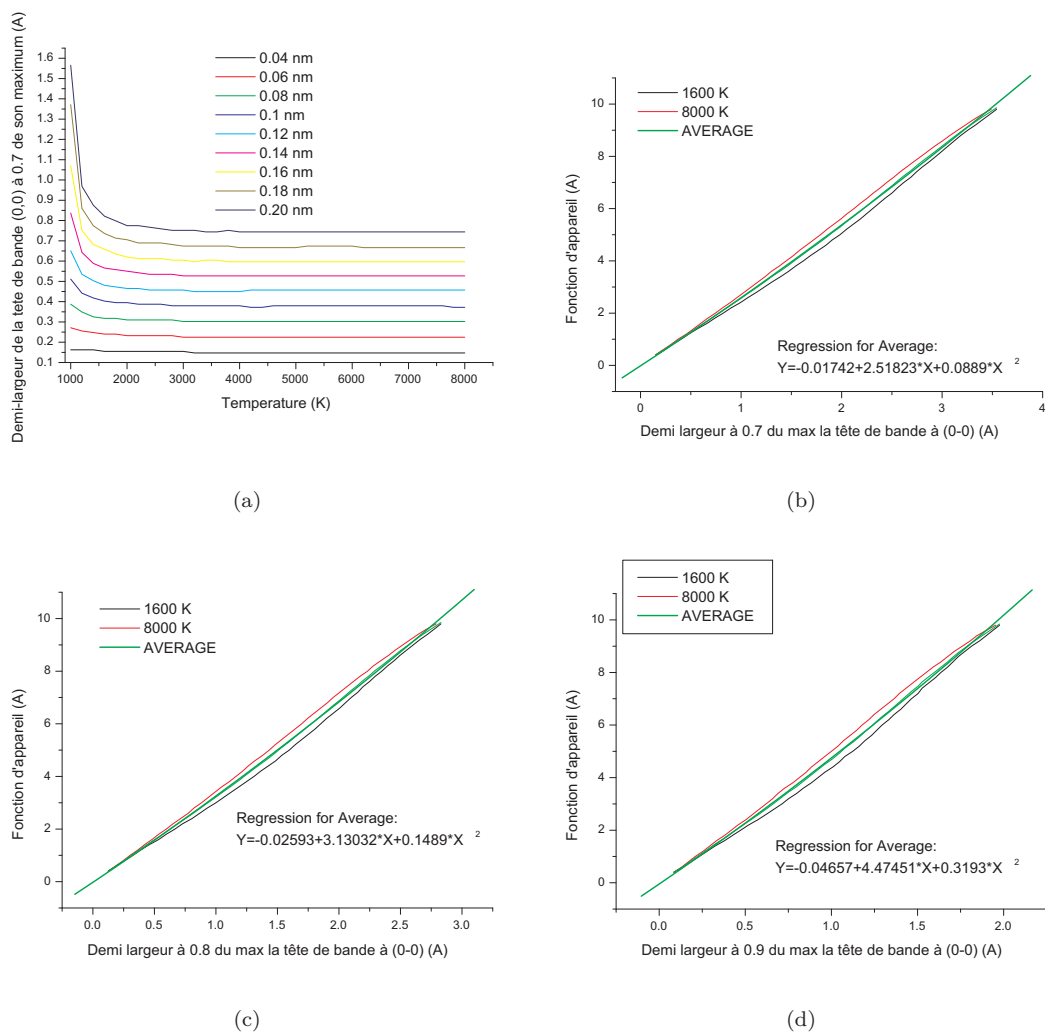 Demi-largeur de la tete de bande (0,0) à 0.7 de son maximum (A)
1.6
1.5
1.4
1.3
1.2
1.1
1.0
0.9
0.8
0.7
0.6
0.5
0.4
0.3
0.2
0.1
0.04 nm
0.06 nm
0.08 nm
0.1 nm
0.12 nm
0.14 nm
0.16 nm
0.18 nm
0.20 nm
1000 2000 3000 4000 5000 6000 7000 8000
Temperature (K)
(a)
Fonction d'appareil (A)
10
8
6
4
2
0
1600 K
8000 K
AVERAGE
Regression for Average:
Y=-0.01742+2.51823*X+0.0889*X 2
0 1 2 3 4
Demi largeur à 0.7 du max la tête de bande à (0-0) (A)
(b)
Fonction d'appareil (A)
10
8
6
4
2
0
1600 K
8000 K
AVERAGE
Regression for Average:
Y=-0.02593+3.13032*X+0.1489*X 2
0.0 0.5 1.0 1.5 2.0 2.5 3.0
Demi largeur à 0.8 du max la tête de bande à (0-0) (A)
(c)
Fonction d'appareil (A)
10
8
6
4
2
0
1600 K
8000 K
AVERAGE
Regression for Average:
Y=-0.04657+4.47451*X+0.3193*X 2
0.0 0.5 1.0 1.5 2.0
Demi largeur à 0.9 du max la tête de bande à (0-0) (A)
(d)